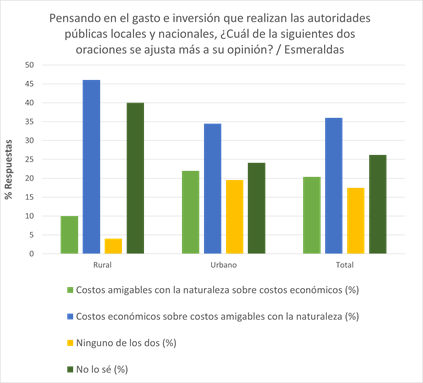 Pensando en el gasto e inversión que realizan las autoridades
públicas locales y nacionales, ¿Cuál de la siguientes dos
oraciones se ajusta más a su opinión? / Esmeraldas
% Respuestas
50
45
40
35
30
25
20
15
10
5
0
Rural Urbano Total
Costos amigables con la naturaleza sobre costos económicos (%)
Costos económicos sobre costos amigables con la naturaleza (%)
Ninguno de los dos (%)
No lo sé (%)